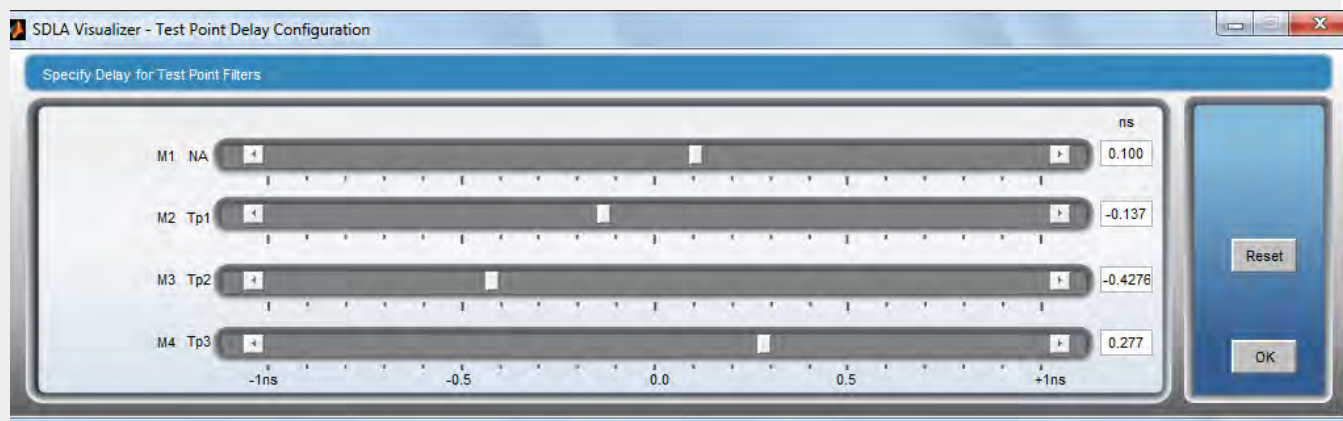 SDLA Visualizer - Test Point Delay Configuration
Specify Delay for Test Point Filters
ns
M1 NA 0.100
M2 Tp1 -0.137
M3 Tp2 -0.4276
M4 Tp3 0.277
-1ns -0.5 0.0 0.5 +1ns
Reset
OK